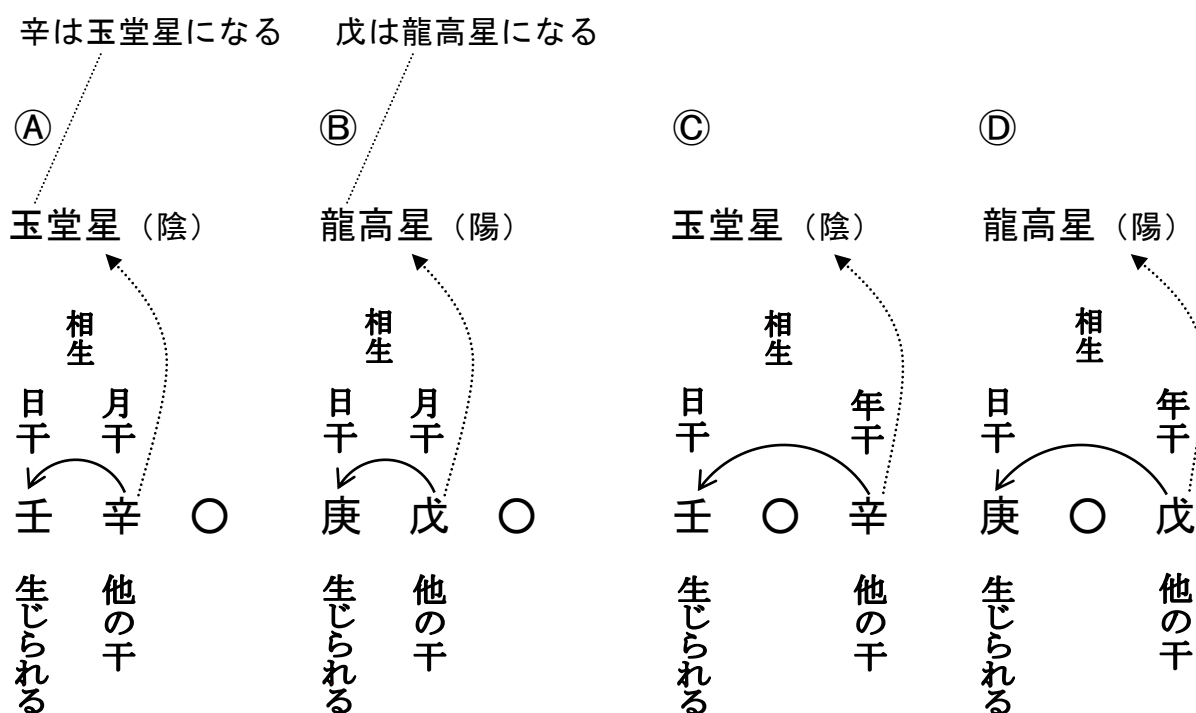 辛は玉堂星になる
戊は龍高星になる
Ⓐ
Ⓑ
Ⓒ
Ⓓ
玉堂星（陰）
龍高星（陽）
玉堂星（陰）
龍高星（陽）
相生
相生
相生
相生
日干
月干
日干
月干
日干
年干
日干
年干
壬 辛 〇
庚 戊 〇
壬 〇 辛
庚 〇 戊
生じられる
他の干
生じられる
他の干
生じられる
他の干
生じられる
他の干